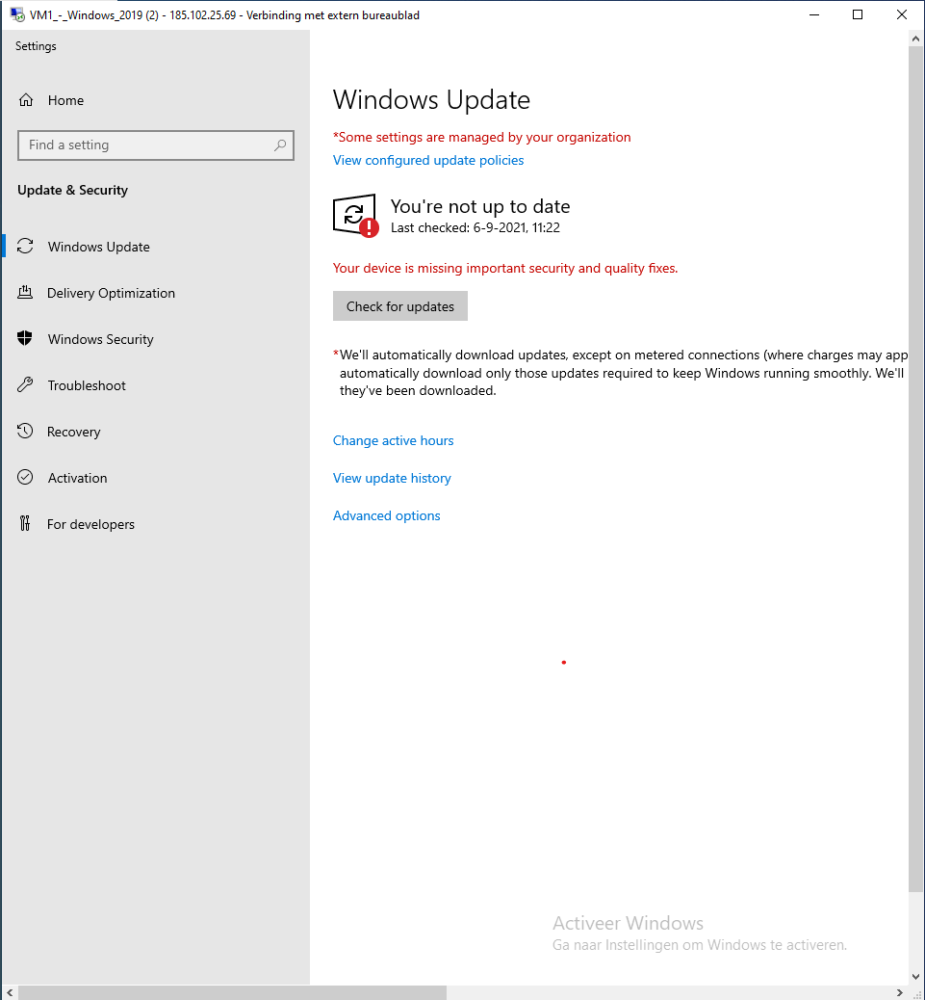 VM1_-_Windows_2019 (2) - 185.102.25.69 - Verbinding met extern bureaublad
Settings
Home
Find a setting
Update & Security
Windows Update
Delivery Optimization
Windows Security
Troubleshoot
Recovery
Activation
For developers
Windows Update
*Some settings are managed by your organization
View configured update policies
You're not up to date
Last checked: 6-9-2021, 11:22
Your device is missing important security and quality fixes.
Check for updates
*We'll automatically download updates, except on metered connections (where charges may app
automatically download only those updates required to keep Windows running smoothly. We'll
they've been downloaded.
Change active hours
View update history
Advanced options
Activeer Windows
Ga naar Instellingen om Windows te activeren.